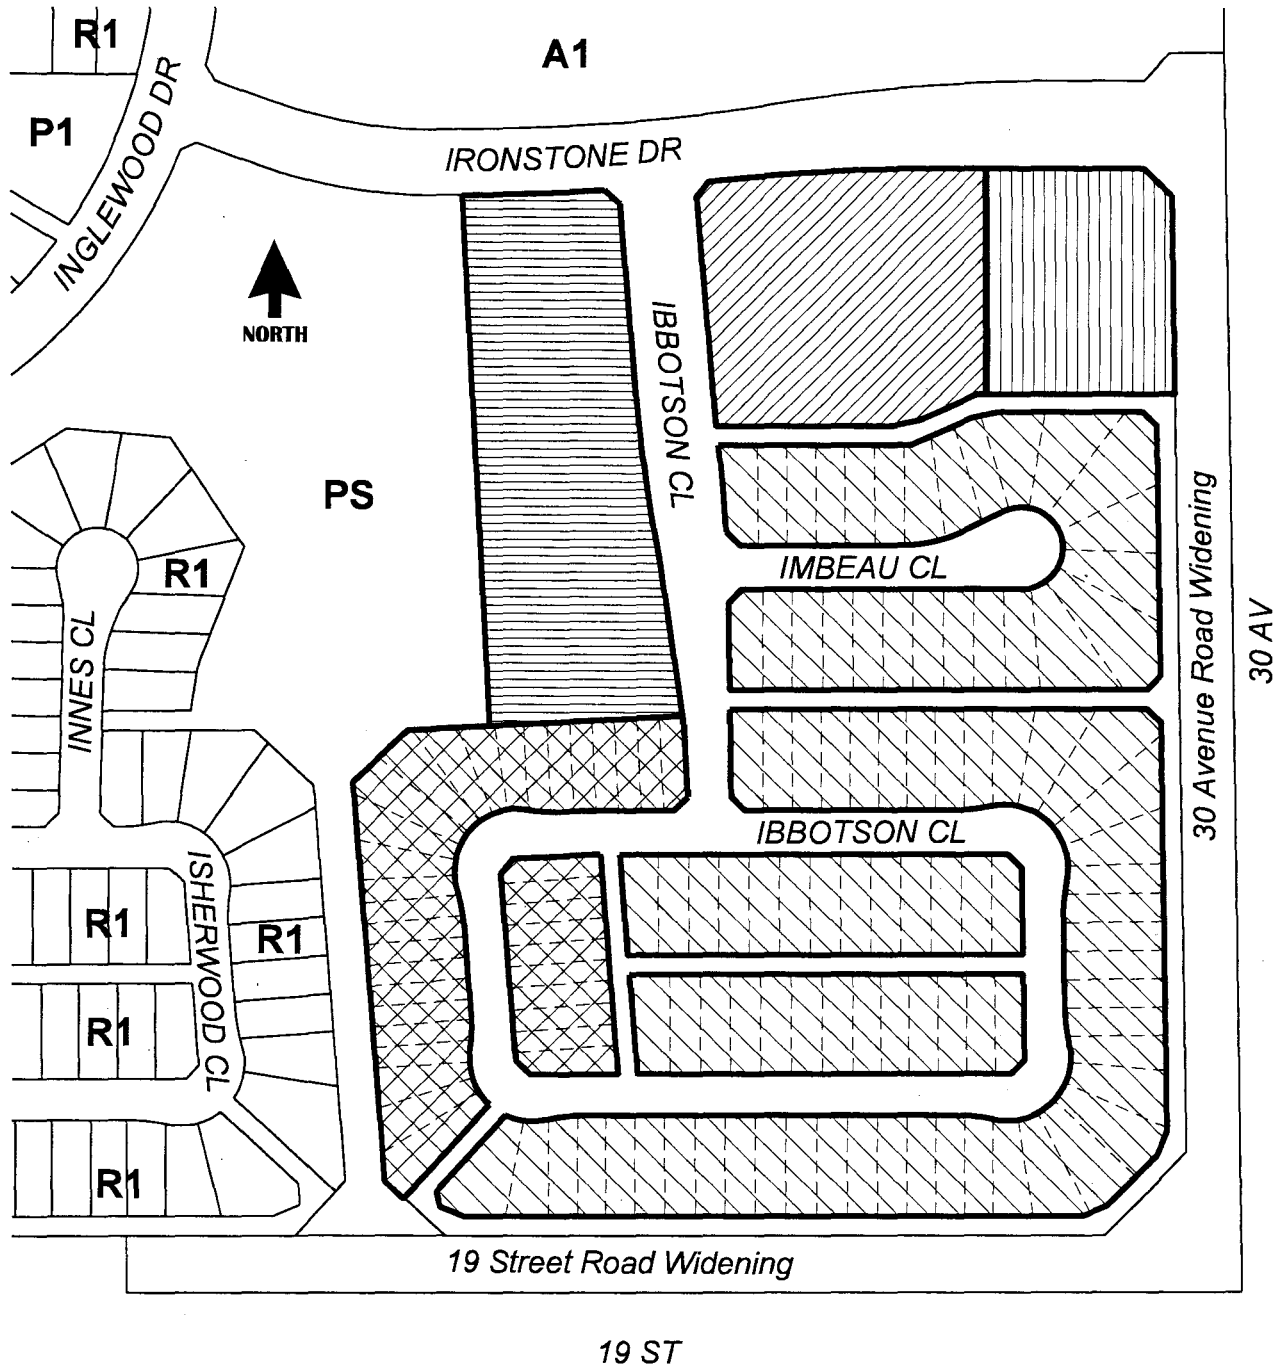 R1
A1
P1
INGLEWOOD DR
IRONSTONE DR
NORTH
IBBOTSON CL
PS
R1
IMBEAU CL
30 Avenue Road Widening
30 AV
INNES CL
IBBOTSON CL
ISHERWOOD CL
R1
R1
R1
R1
19 Street Road Widening
19 ST